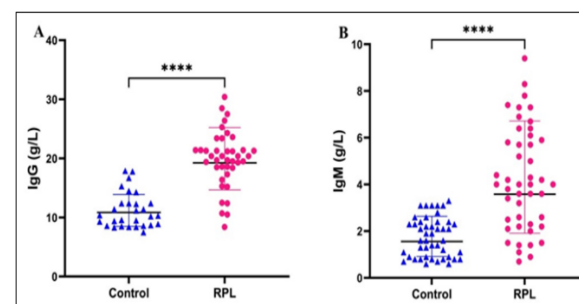 A
40
30
20
10
0
IgG (g/L)
****
Control
RPL
B
10
8
6
4
2
0
IgM (g/L)
****
Control
RPL